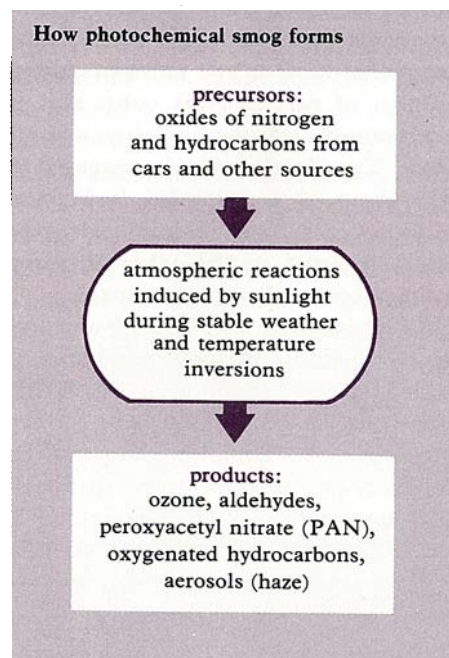 How photochemical smog forms
precursors:
oxides of nitrogen
and hydrocarbons from
cars and other sources
atmospheric reactions
induced by sunlight
during stable weather
and temperature
inversions
products:
ozone, aldehydes,
peroxyacetyl nitrate (PAN),
oxygenated hydrocarbons,
aerosols (haze)